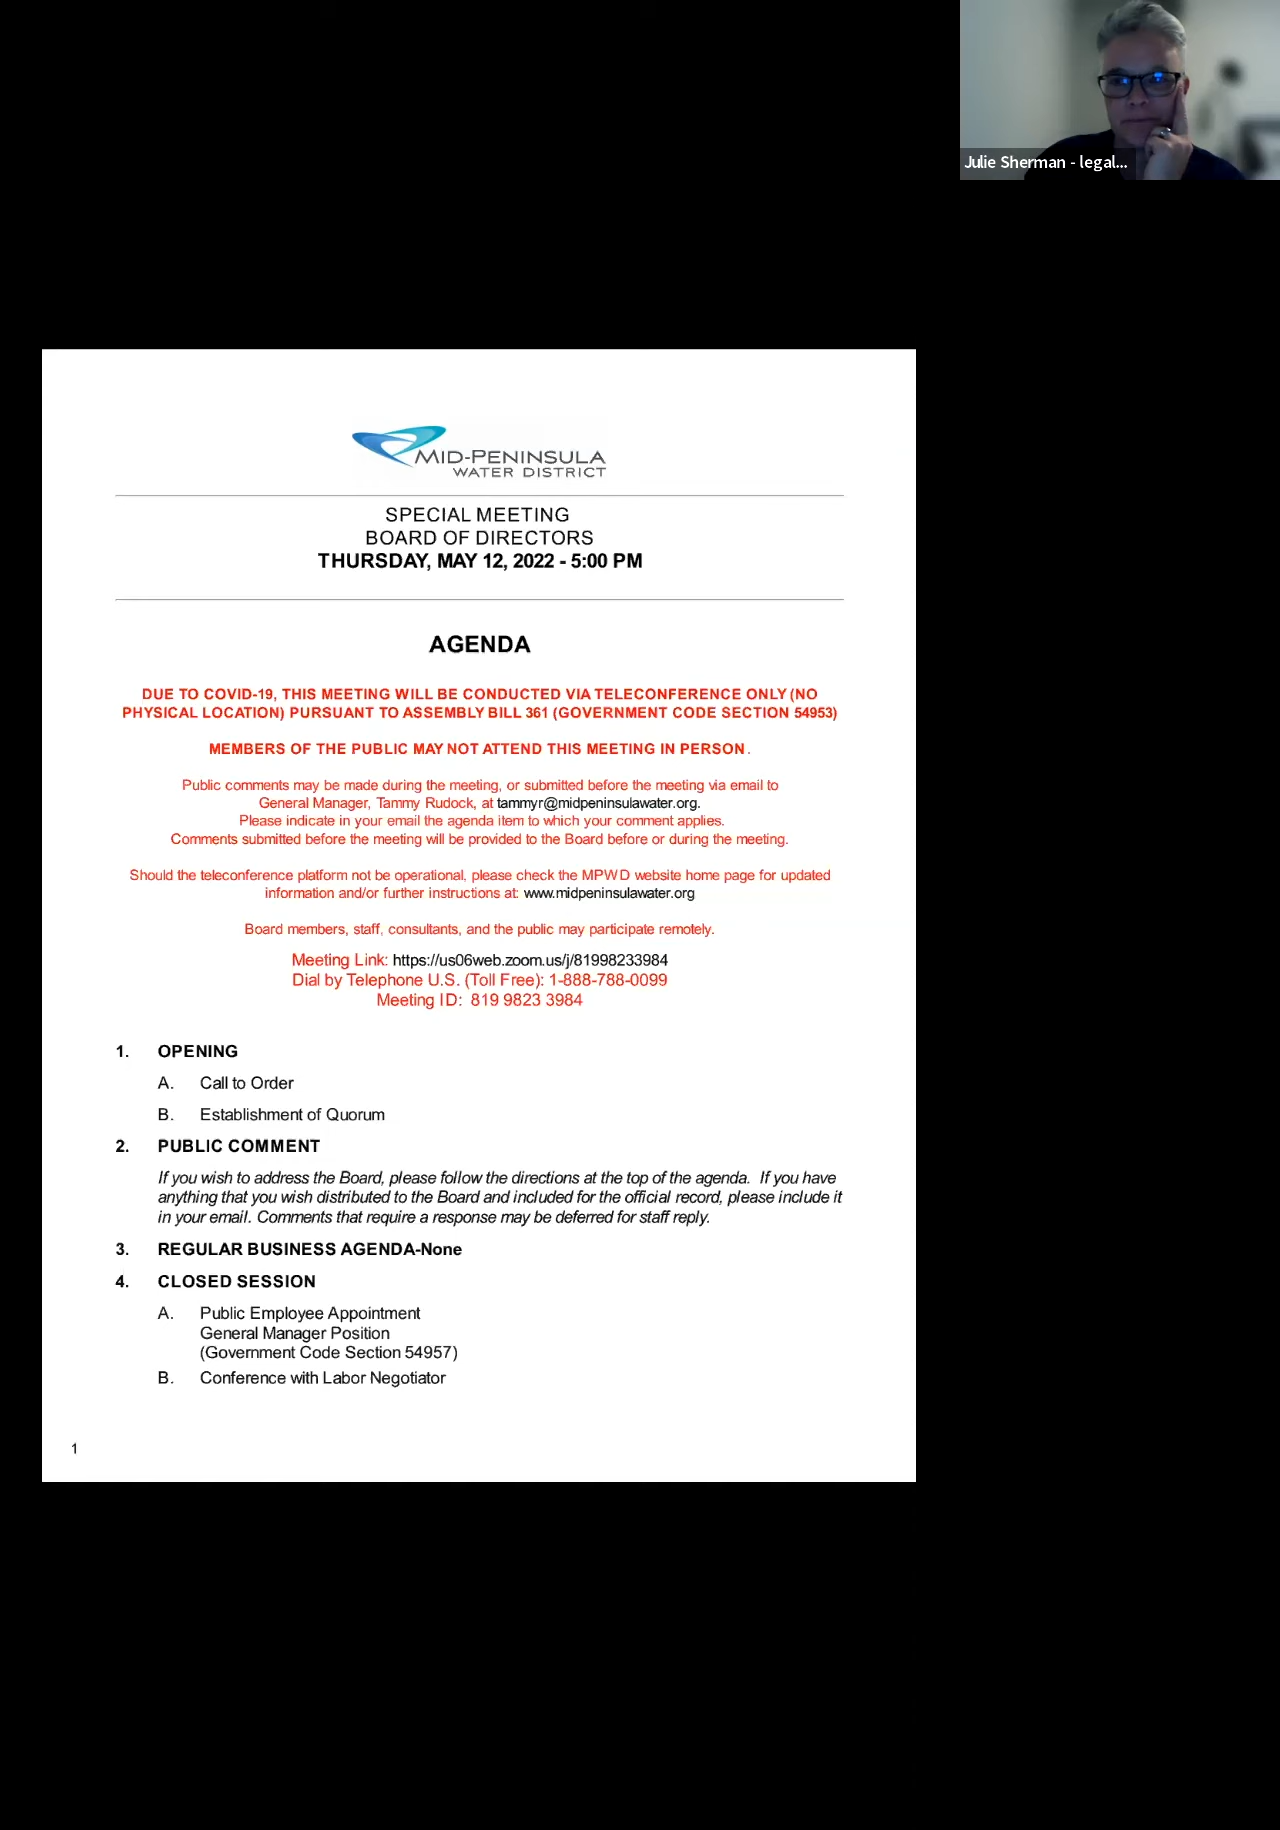 Julie Sherman - legal...
MID-PENINSULA
WATER DISTRICT
SPECIAL MEETING
BOARD OF DIRECTORS
THURSDAY, MAY 12, 2022 - 5:00 PM
AGENDA
DUE TO COVID-19, THIS MEETING WILL BE CONDUCTED VIA TELECONFERENCE ONLY (NO
PHYSICAL LOCATION) PURSUANT TO ASSEMBLY BILL 361 (GOVERNMENT CODE SECTION 54953)
MEMBERS OF THE PUBLIC MAY NOT ATTEND THIS MEETING IN PERSON.
Public comments may be made during the meeting, or submitted before the meeting via email to
General Manager, Tammy Rudock, at tammyr@midpeninsulawater.org.
Please indicate in your email the agenda item to which your comment applies.
Comments submitted before the meeting will be provided to the Board before or during the meeting.
Should the teleconference platform not be operational, please check the MPWD website home page for updated
information and/or further instructions at: www.midpeninsulawater.org
Board members, staff, consultants, and the public may participate remotely.
Meeting Link: https://us06web.zoom.us/j/81998233984
Dial by Telephone U.S. (Toll Free): 1-888-788-0099
Meeting ID: 819 9823 3984
1. OPENING
A. Call to Order
B. Establishment of Quorum
2. PUBLIC COMMENT
If you wish to address the Board, please follow the directions at the top of the agenda. If you have
anything that you wish distributed to the Board and included for the official record, please include it
in your email. Comments that require a response may be deferred for staff reply.
3. REGULAR BUSINESS AGENDA-None
4. CLOSED SESSION
A. Public Employee Appointment
General Manager Position
(Government Code Section 54957)
B. Conference with Labor Negotiator
1